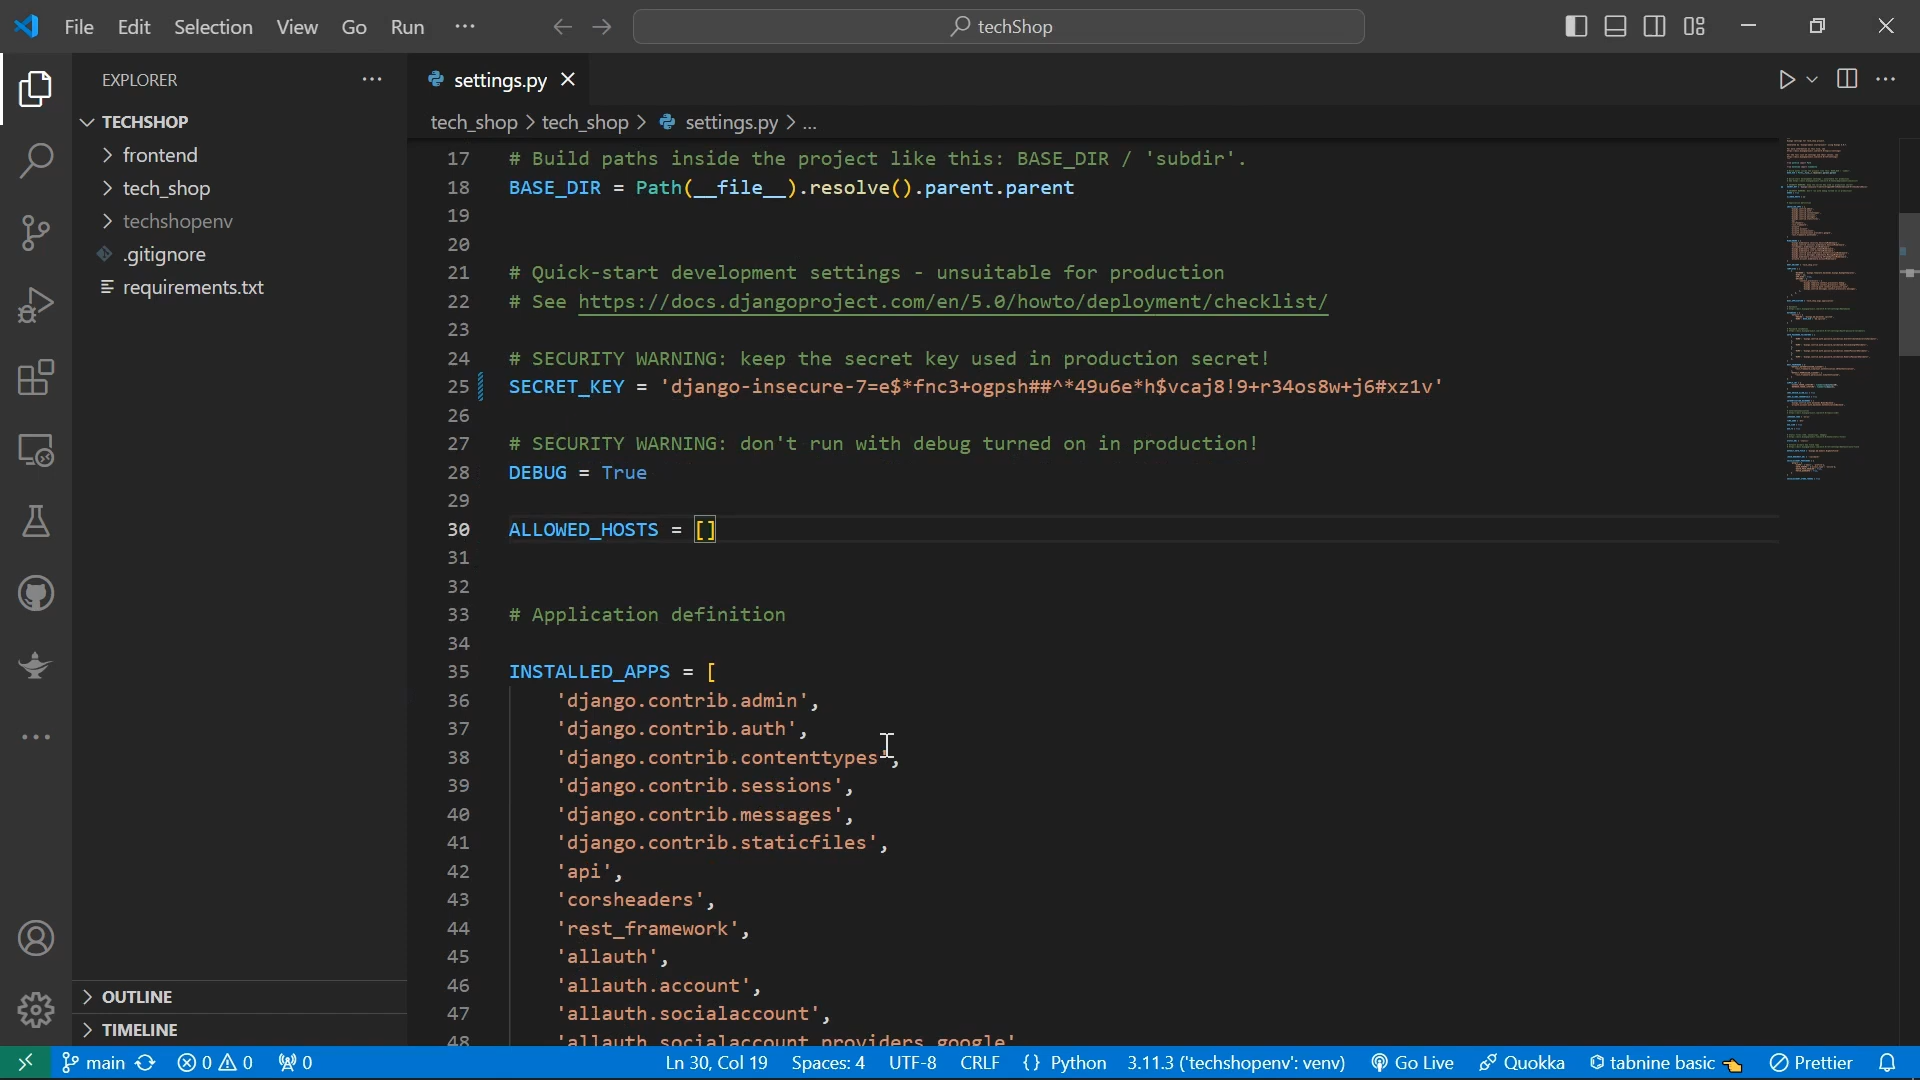 File Edit Selection View Go Run ··· techShop
EXPLORER
TECHSHOP
frontend
tech_shop
techshopenv
.gitignore
requirements.txt
OUTLINE
TIMELINE
settings.py
tech_shop > tech_shop > settings.py > ...
17 # Build paths inside the project like this: BASE_DIR / 'subdir'.
18 BASE_DIR = Path(__file__).resolve().parent.parent
19
20
21 # Quick-start development settings - unsuitable for production
22 # See https://docs.djangoproject.com/en/5.0/howto/deployment/checklist/
23
24 # SECURITY WARNING: keep the secret key used in production secret!
25 SECRET_KEY = 'django-insecure-7=e$*fnc3+ogpsh##^*49u6e*h$vcaj8!9+r34os8w+j6#xz1v'
26
27 # SECURITY WARNING: don't run with debug turned on in production!
28 DEBUG = True
29
30 ALLOWED_HOSTS = []
31
32
33 # Application definition
34
35 INSTALLED_APPS = [
36 'django.contrib.admin',
37 'django.contrib.auth',
38 'django.contrib.contenttypes',
39 'django.contrib.sessions',
40 'django.contrib.messages',
41 'django.contrib.staticfiles',
42 'api',
43 'corsheaders',
44 'rest_framework',
45 'allauth',
46 'allauth.account',
47 'allauth.socialaccount',
48 'allauth.socialaccount.providers.google'
main 0 0 0 Ln 30, Col 19 Spaces: 4 UTF-8 CRLF {} Python 3.11.3 ('techshopenv': venv) Go Live Quokka tabnine basic Prettier